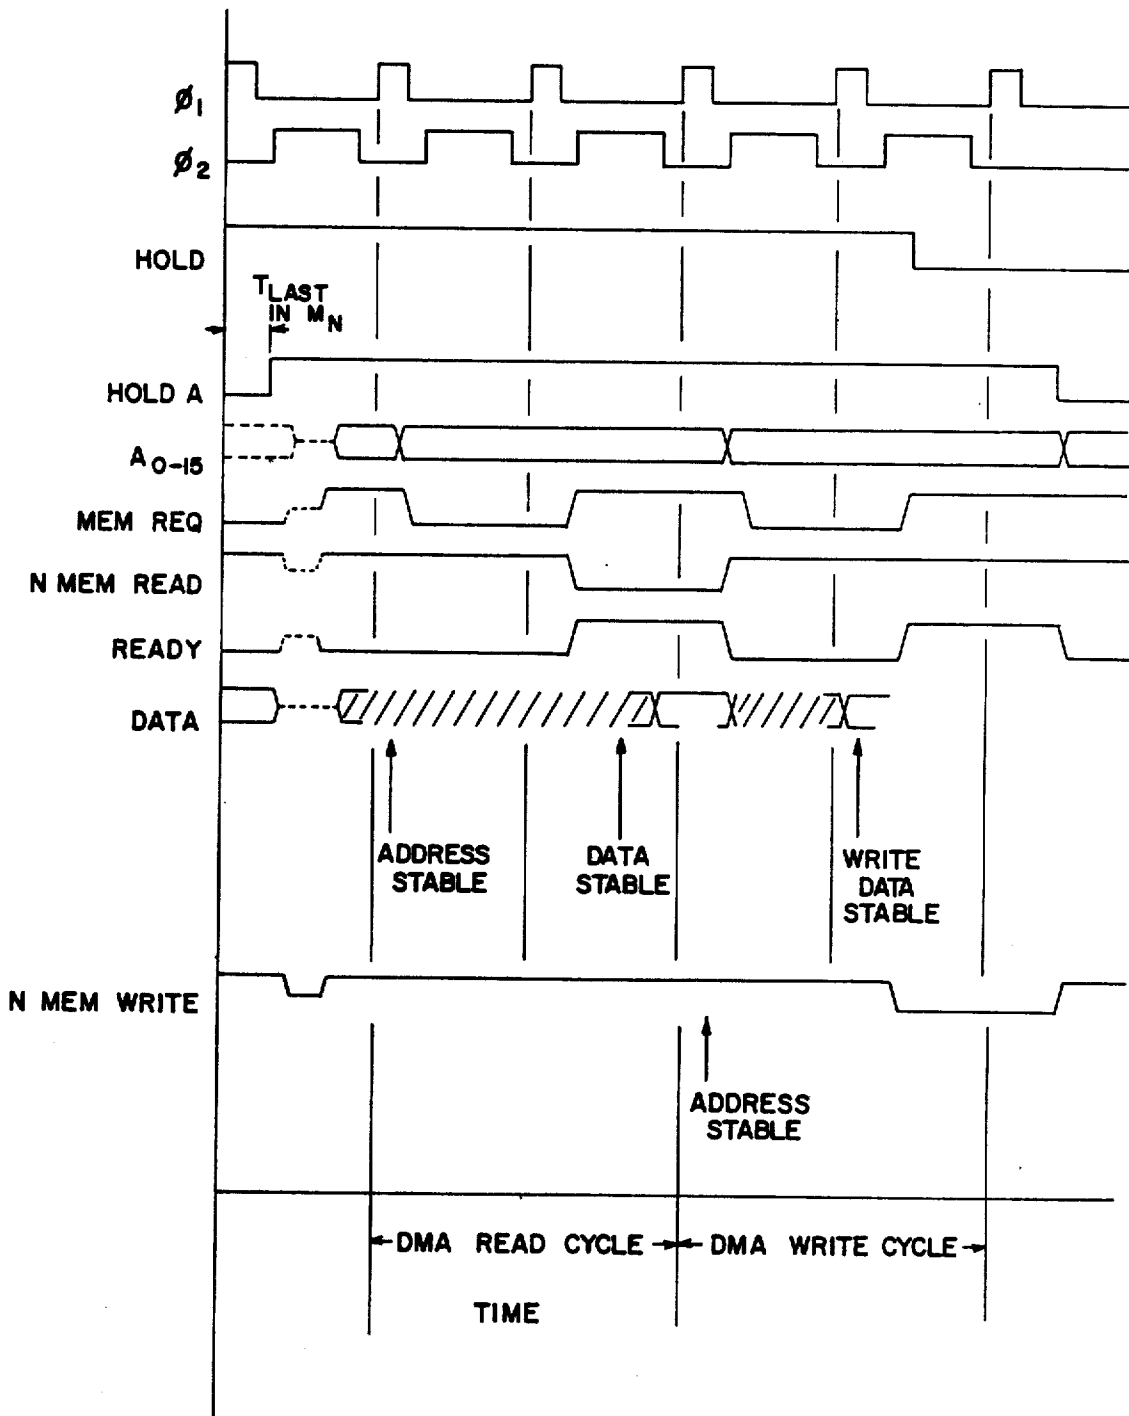 Ø1
Ø2
HOLD
TLAST
IN MN
HOLD A
A0-15
MEM REQ
N MEM READ
READY
DATA
ADDRESS
STABLE
DATA
STABLE
WRITE
DATA
STABLE
N MEM WRITE
ADDRESS
STABLE
DMA READ CYCLE
DMA WRITE CYCLE
TIME